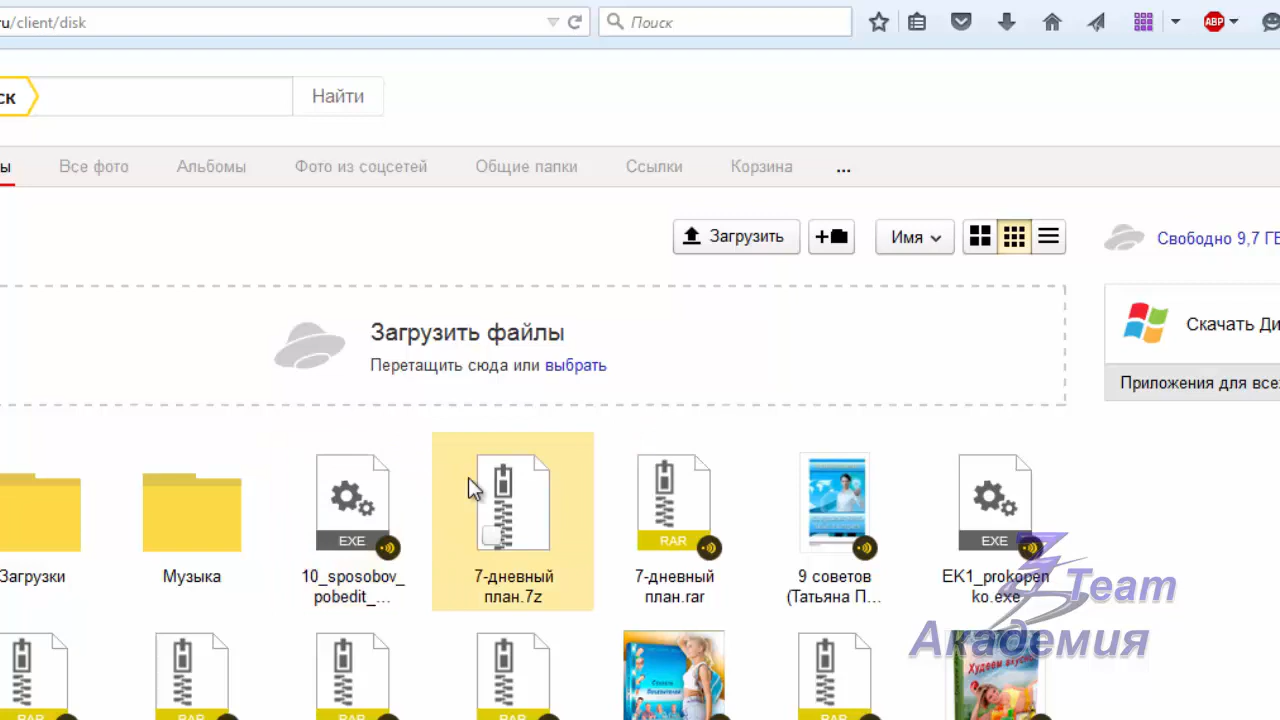 ru/client/disk
Поиск
ABP
ск
Найти
ы
Все фото
Альбомы
Фото из соцсетей
Общие папки
Ссылки
Корзина
...
Загрузить
Имя
Свободно 9,7 ГБ
Загрузить файлы
Перетащить сюда или выбрать
Скачать Ди
Приложения для все
EXE
RAR
EXE
Загрузки
Музыка
10_sposobov_
pobedit_...
7-дневный
план.7z
7-дневный
план.rar
9 советов
(Татьяна П...
EK1_prokopen
ko.exe
Team
Академия
Худеем вкусно
RAR
RAR
RAR
RAR
RAR